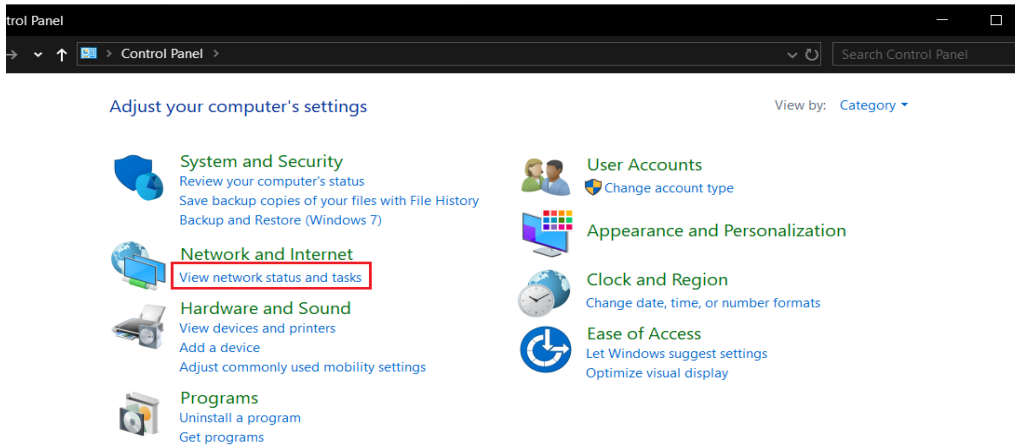 trol Panel
Control Panel
Search Control Panel
Adjust your computer's settings
View by: Category
System and Security
Review your computer's status
Save backup copies of your files with File History
Backup and Restore (Windows 7)
Network and Internet
View network status and tasks
Hardware and Sound
View devices and printers
Add a device
Adjust commonly used mobility settings
Programs
Uninstall a program
Get programs
User Accounts
Change account type
Appearance and Personalization
Clock and Region
Change date, time, or number formats
Ease of Access
Let Windows suggest settings
Optimize visual display